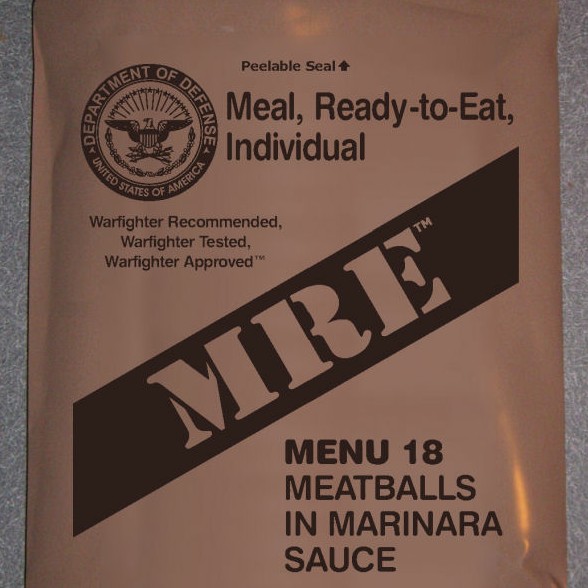 Peelable Seal
DEPARTMENT OF DEFENSE
UNITED STATES OF AMERICA
Meal, Ready-to-Eat,
Individual
Warfighter Recommended,
Warfighter Tested,
Warfighter Approved™
MRE™
MENU 18
MEATBALLS
IN MARINARA
SAUCE